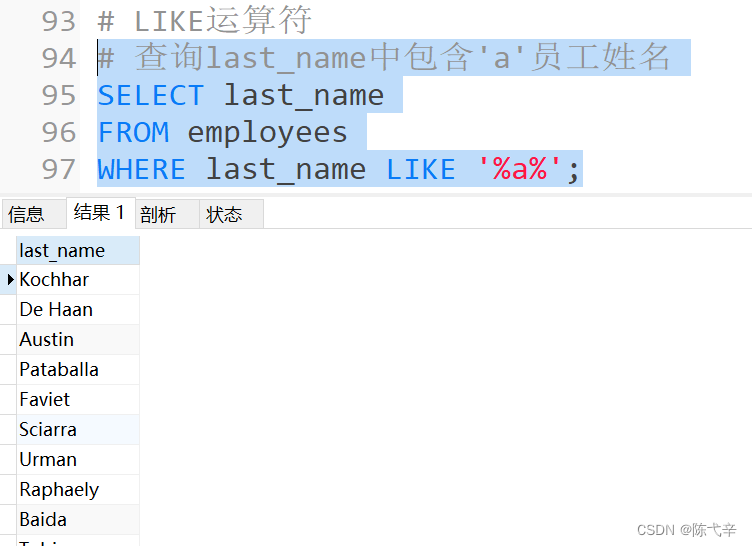 93 # LIKE运算符
94 # 查询last_name中包含'a'员工姓名
95 SELECT last_name
96 FROM employees
97 WHERE last_name LIKE '%a%';
信息 结果 1 剖析 状态
last_name
Kochhar
De Haan
Austin
Pataballa
Faviet
Sciarra
Urman
Raphaely
Baida
CSDN @陈弋辛